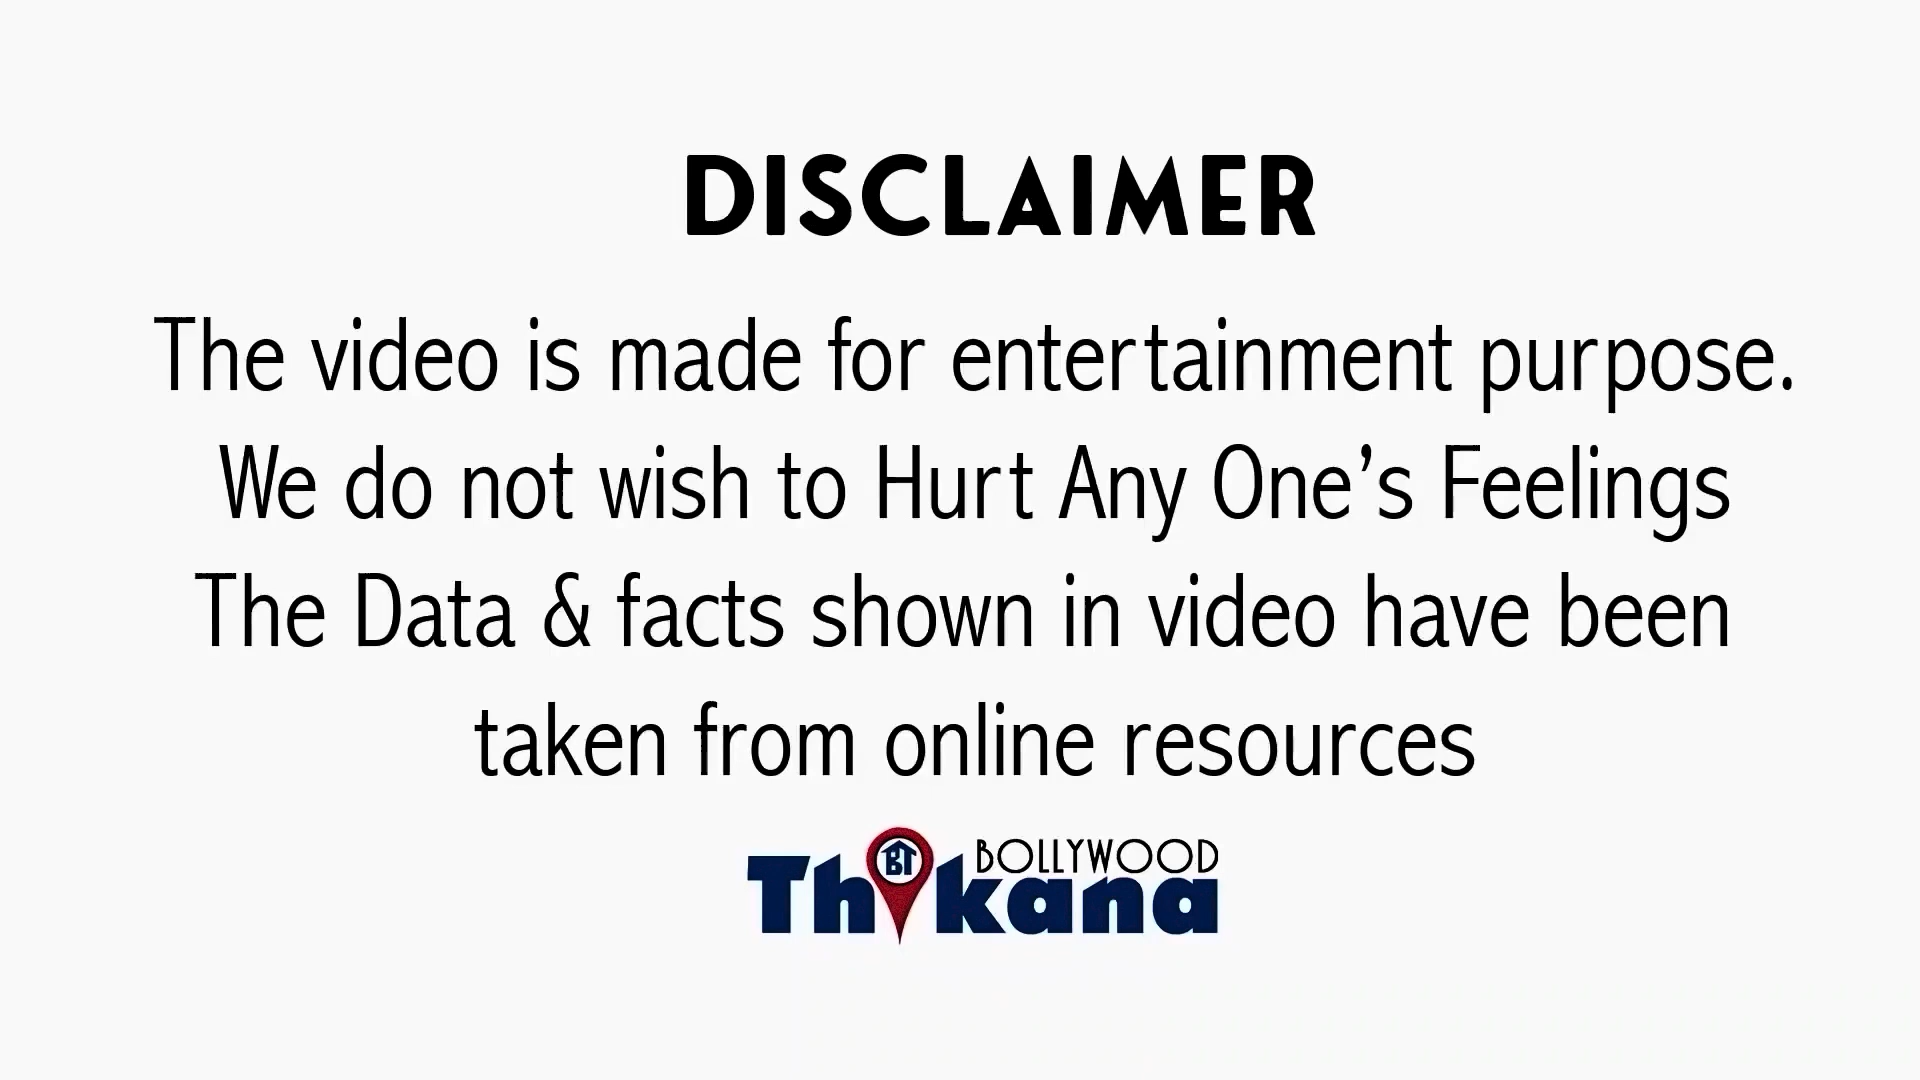 DISCLAIMER
The video is made for entertainment purpose.
We do not wish to Hurt Any One’s Feelings
The Data & facts shown in video have been
taken from online resources
BT
BOLLYWOOD
Thikana